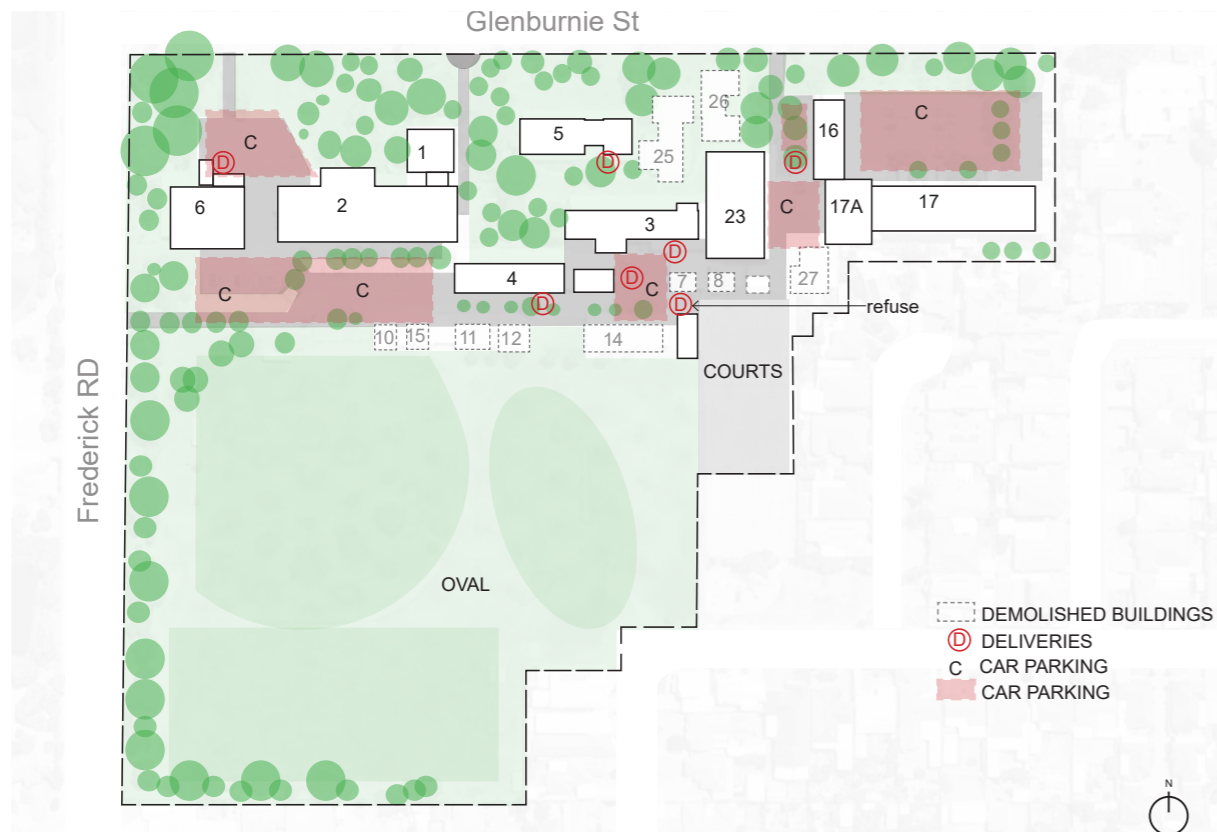 Glenburnie St
Frederick RD
26
C
16
C
5
1
25
D
D
D
6
2
3
23
C
17A
17
D
4
D
C
7
8
27
C
C
D
D
refuse
10
15
11
12
14
COURTS
OVAL
DEMOLISHED BUILDINGS
D DELIVERIES
C CAR PARKING
CAR PARKING
N